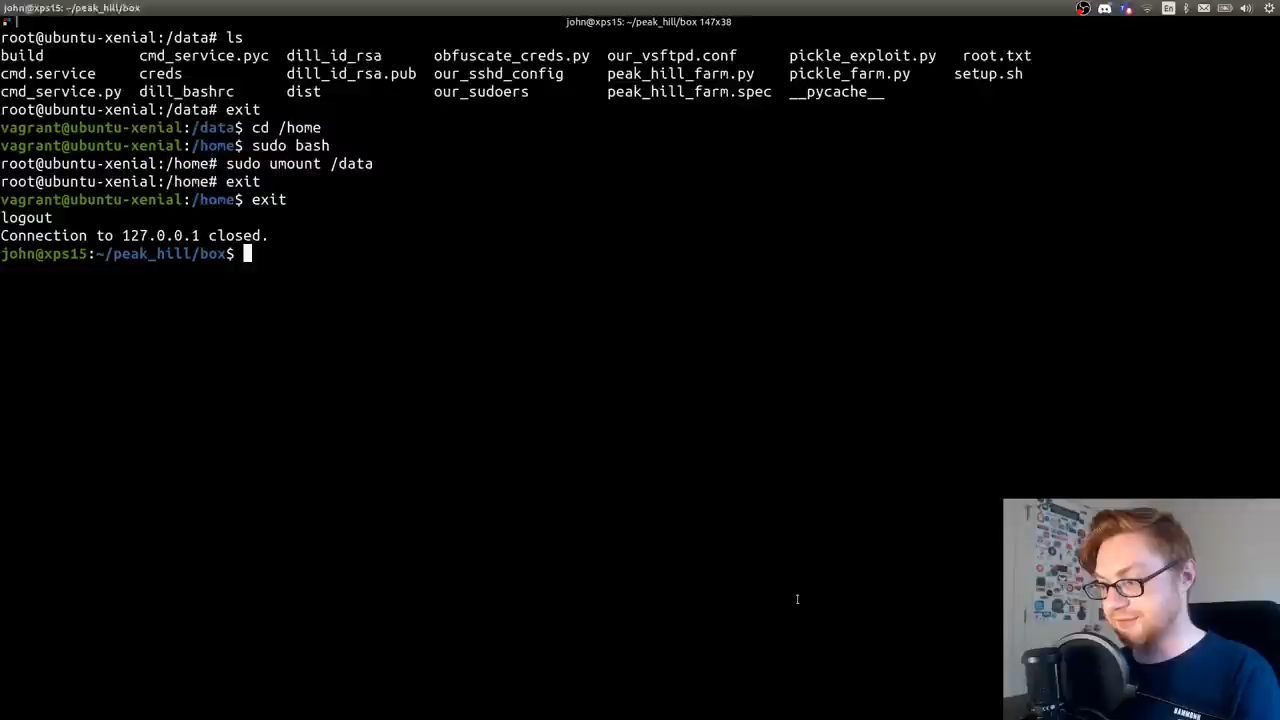 john@xps15: ~/peak_hill/box
En
john@xps15: ~/peak_hill/box 147x38
root@ubuntu-xenial:/data# ls
build cmd_service.pyc dill_id_rsa obfuscate_creds.py our_vsftpd.conf pickle_exploit.py root.txt
cmd.service creds dill_id_rsa.pub our_sshd_config peak_hill_farm.py pickle_farm.py setup.sh
cmd_service.py dill_bashrc dist our_sudoers peak_hill_farm.spec __pycache__
root@ubuntu-xenial:/data# exit
vagrant@ubuntu-xenial:/data$ cd /home
vagrant@ubuntu-xenial:/home$ sudo bash
root@ubuntu-xenial:/home# sudo umount /data
root@ubuntu-xenial:/home# exit
vagrant@ubuntu-xenial:/home$ exit
logout
Connection to 127.0.0.1 closed.
john@xps15:~/peak_hill/box$